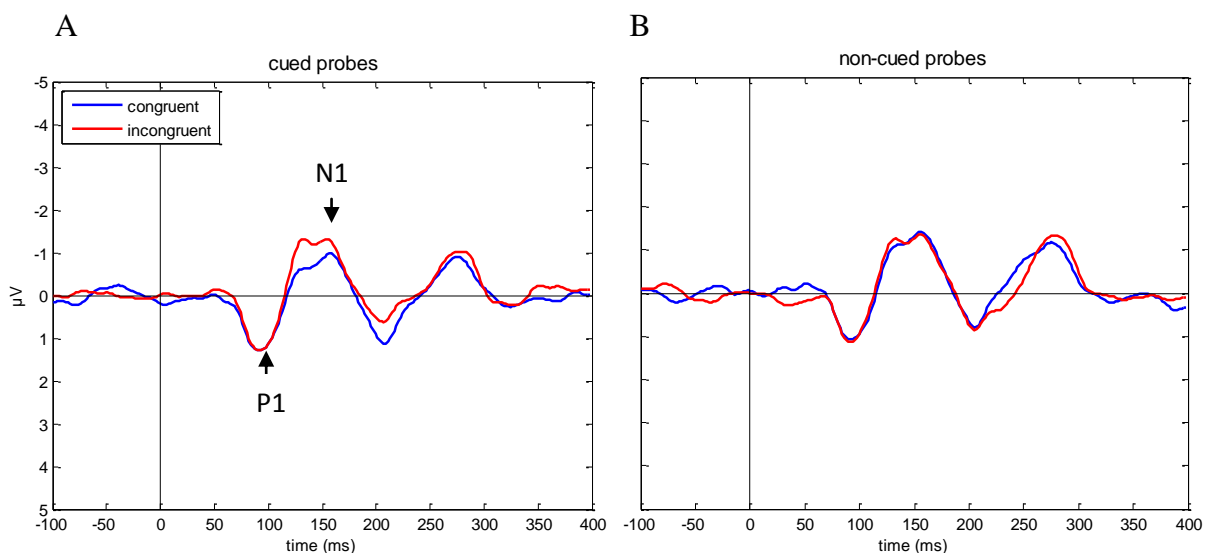 A
cued probes
-5
-4
-3
-2
-1
0
1
2
3
4
5
µV
congruent
incongruent
N1
P1
-100 -50 0 50 100 150 200 250 300 350 400
time (ms)
B
non-cued probes
-100 -50 0 50 100 150 200 250 300 350 400
time (ms)